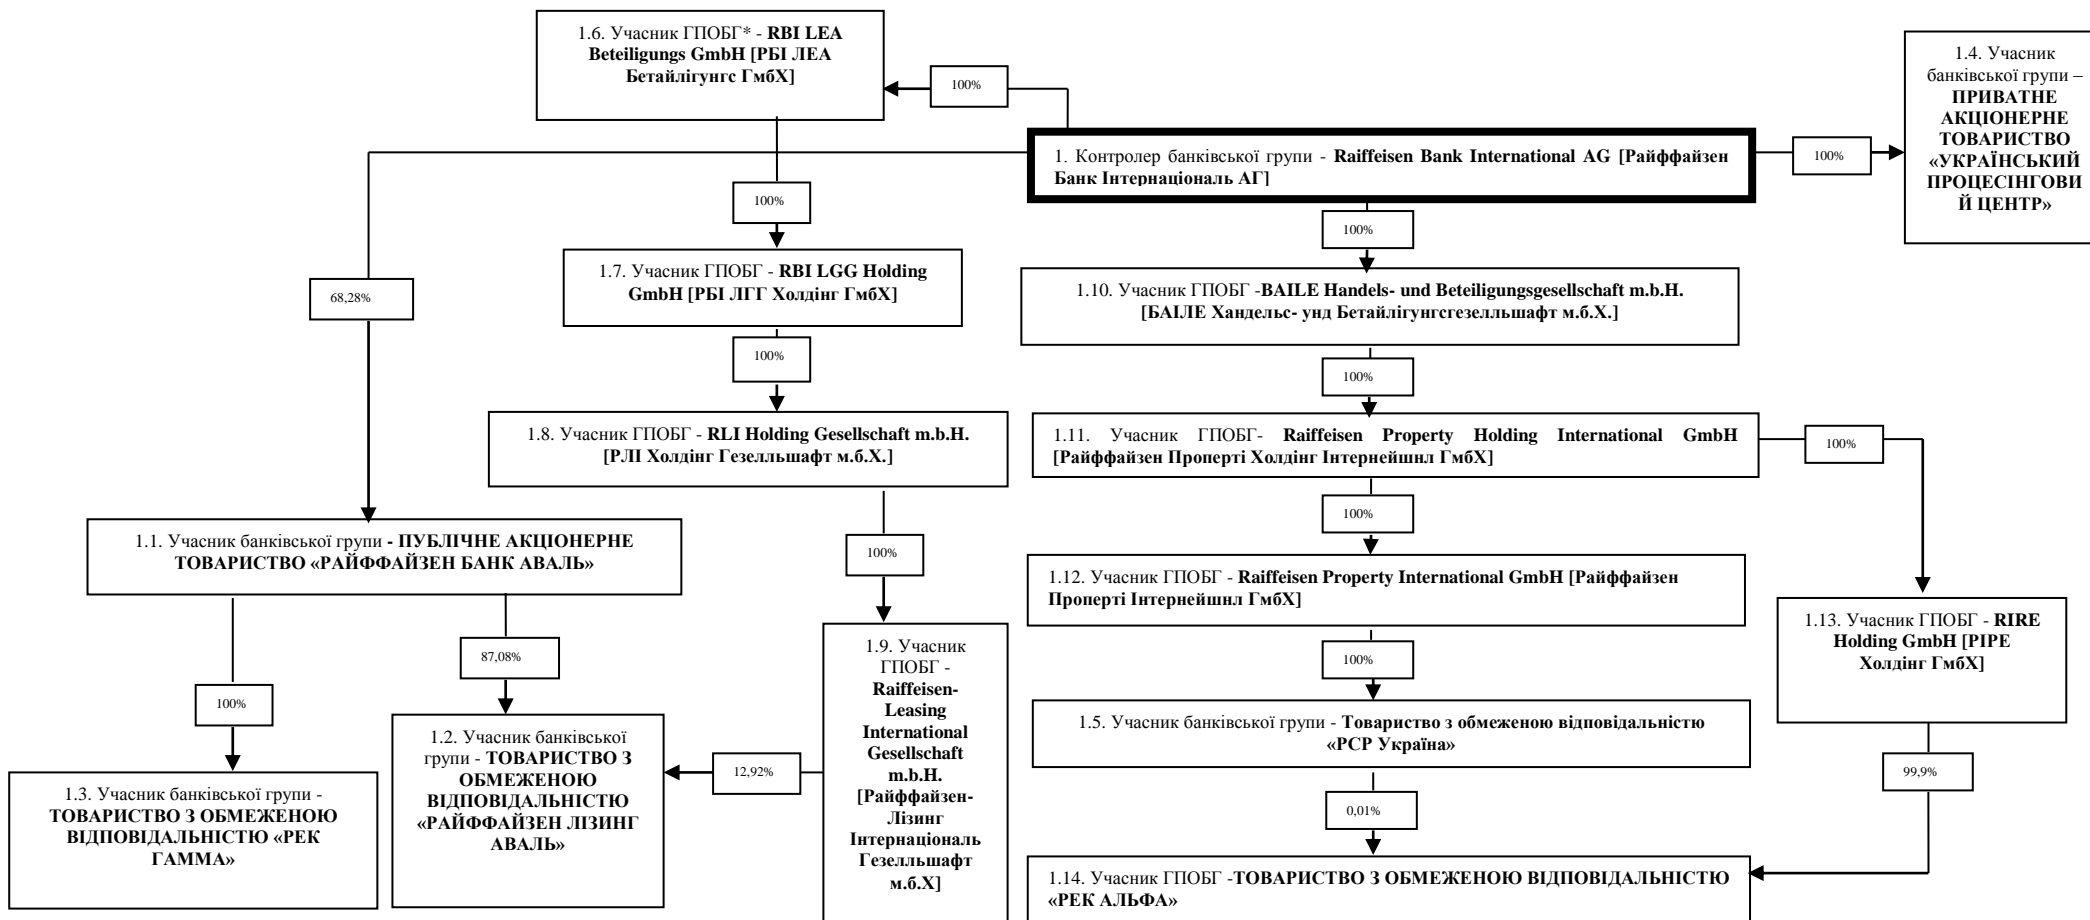 1.6. Учасник ГПОБГ* - RBI LEA
Beteiligungs GmbH [РБІ ЛЕА
Бетайлігунгс ГмбХ]
100%
1.4. Учасник
банківської групи –
ПРИВАТНЕ
АКЦІОНЕРНЕ
ТОВАРИСТВО
«УКРАЇНСЬКИЙ
ПРОЦЕСІНГОВИ
Й ЦЕНТР»
1. Контролер банківської групи - Raiffeisen Bank International AG [Райффайзен
Банк Інтернаціональ АГ]
100%
100%
100%
1.7. Учасник ГПОБГ - RBI LGG Holding
GmbH [РБІ ЛГГ Холдінг ГмбХ]
68,28%
1.10. Учасник ГПОБГ -BAILE Handels- und Beteiligungsgesellschaft m.b.H.
[БАІЛЕ Хандельс- унд Бетайлігунгсгезелльшафт м.б.Х.]
100%
100%
1.8. Учасник ГПОБГ - RLI Holding Gesellschaft m.b.H.
[РЛІ Холдінг Гезелльшафт м.б.Х.]
1.11. Учасник ГПОБГ- Raiffeisen Property Holding International GmbH
[Райффайзен Проперті Холдінг Інтернейшнл ГмбХ]
100%
100%
1.1. Учасник банківської групи - ПУБЛІЧНЕ АКЦІОНЕРНЕ
ТОВАРИСТВО «РАЙФФАЙЗЕН БАНК АВАЛЬ»
100%
1.12. Учасник ГПОБГ - Raiffeisen Property International GmbH [Райффайзен
Проперті Інтернейшнл ГмбХ]
1.13. Учасник ГПОБГ - RIRE
Holding GmbH [РІРЕ
Холдінг ГмбХ]
87,08%
1.9. Учасник
ГПОБГ -
Raiffeisen-
Leasing
International
Gesellschaft
m.b.H.
[Райффайзен-
Лізинг
Інтернаціональ
Гезелльшафт
м.б.Х]
100%
100%
1.5. Учасник банківської групи - Товариство з обмеженою відповідальністю
«РСР Україна»
1.2. Учасник банківської
групи - ТОВАРИСТВО З
ОБМЕЖЕНОЮ
ВІДПОВІДАЛЬНІСТЮ
«РАЙФФАЙЗЕН ЛІЗИНГ
АВАЛЬ»
12,92%
99,9%
1.3. Учасник банківської групи -
ТОВАРИСТВО З ОБМЕЖЕНОЮ
ВІДПОВІДАЛЬНІСТЮ «РЕК
ГАММА»
0,01%
1.14. Учасник ГПОБГ -ТОВАРИСТВО З ОБМЕЖЕНОЮ ВІДПОВІДАЛЬНІСТЮ
«РЕК АЛЬФА»